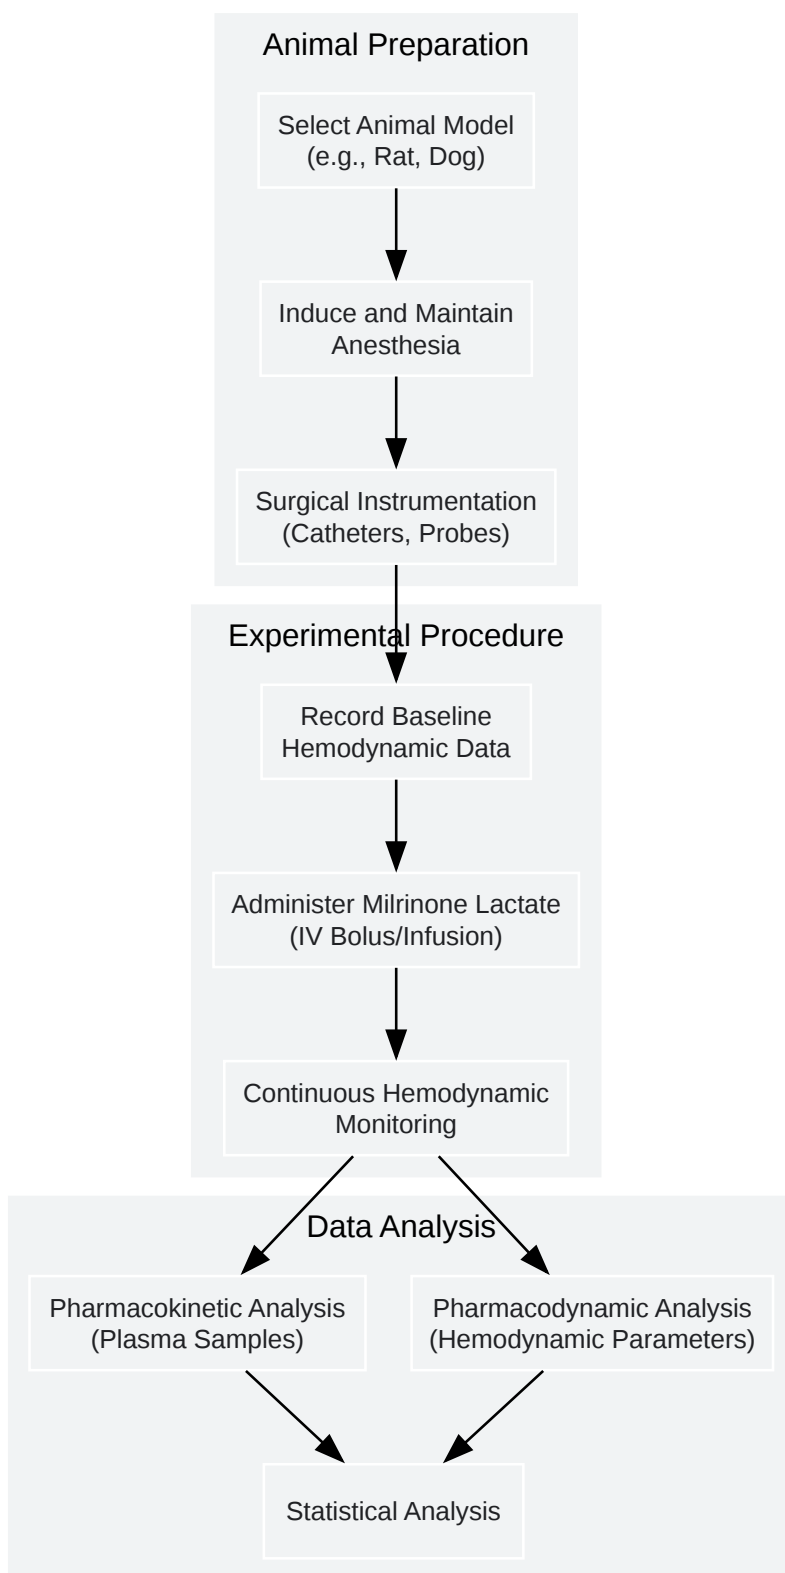 Animal Preparation
Select Animal Model
(e.g., Rat, Dog)
Induce and Maintain
Anesthesia
Surgical Instrumentation
(Catheters, Probes)
Experimental Procedure
Record Baseline
Hemodynamic Data
Administer Milrinone Lactate
(IV Bolus/Infusion)
Continuous Hemodynamic
Monitoring
Data Analysis
Pharmacokinetic Analysis
(Plasma Samples)
Pharmacodynamic Analysis
(Hemodynamic Parameters)
Statistical Analysis